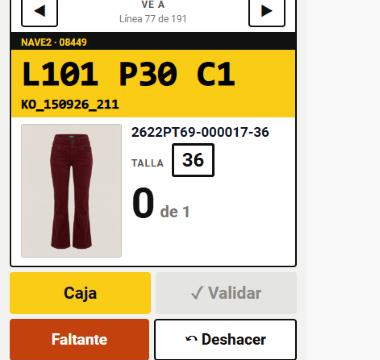 ◀
VE A
Línea 77 de 191
▶
NAVE2 · 08449
L101 P30 C1
KO_150926_211
2622PT69-000017-36
TALLA 36
0 de 1
Caja
✓ Validar
Faltante
↶ Deshacer